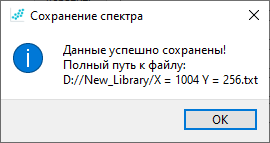 Сохранение спектра
Данные успешно сохранены!
Полный путь к файлу:
D://New_Library/X = 1004 Y = 256.txt
OK